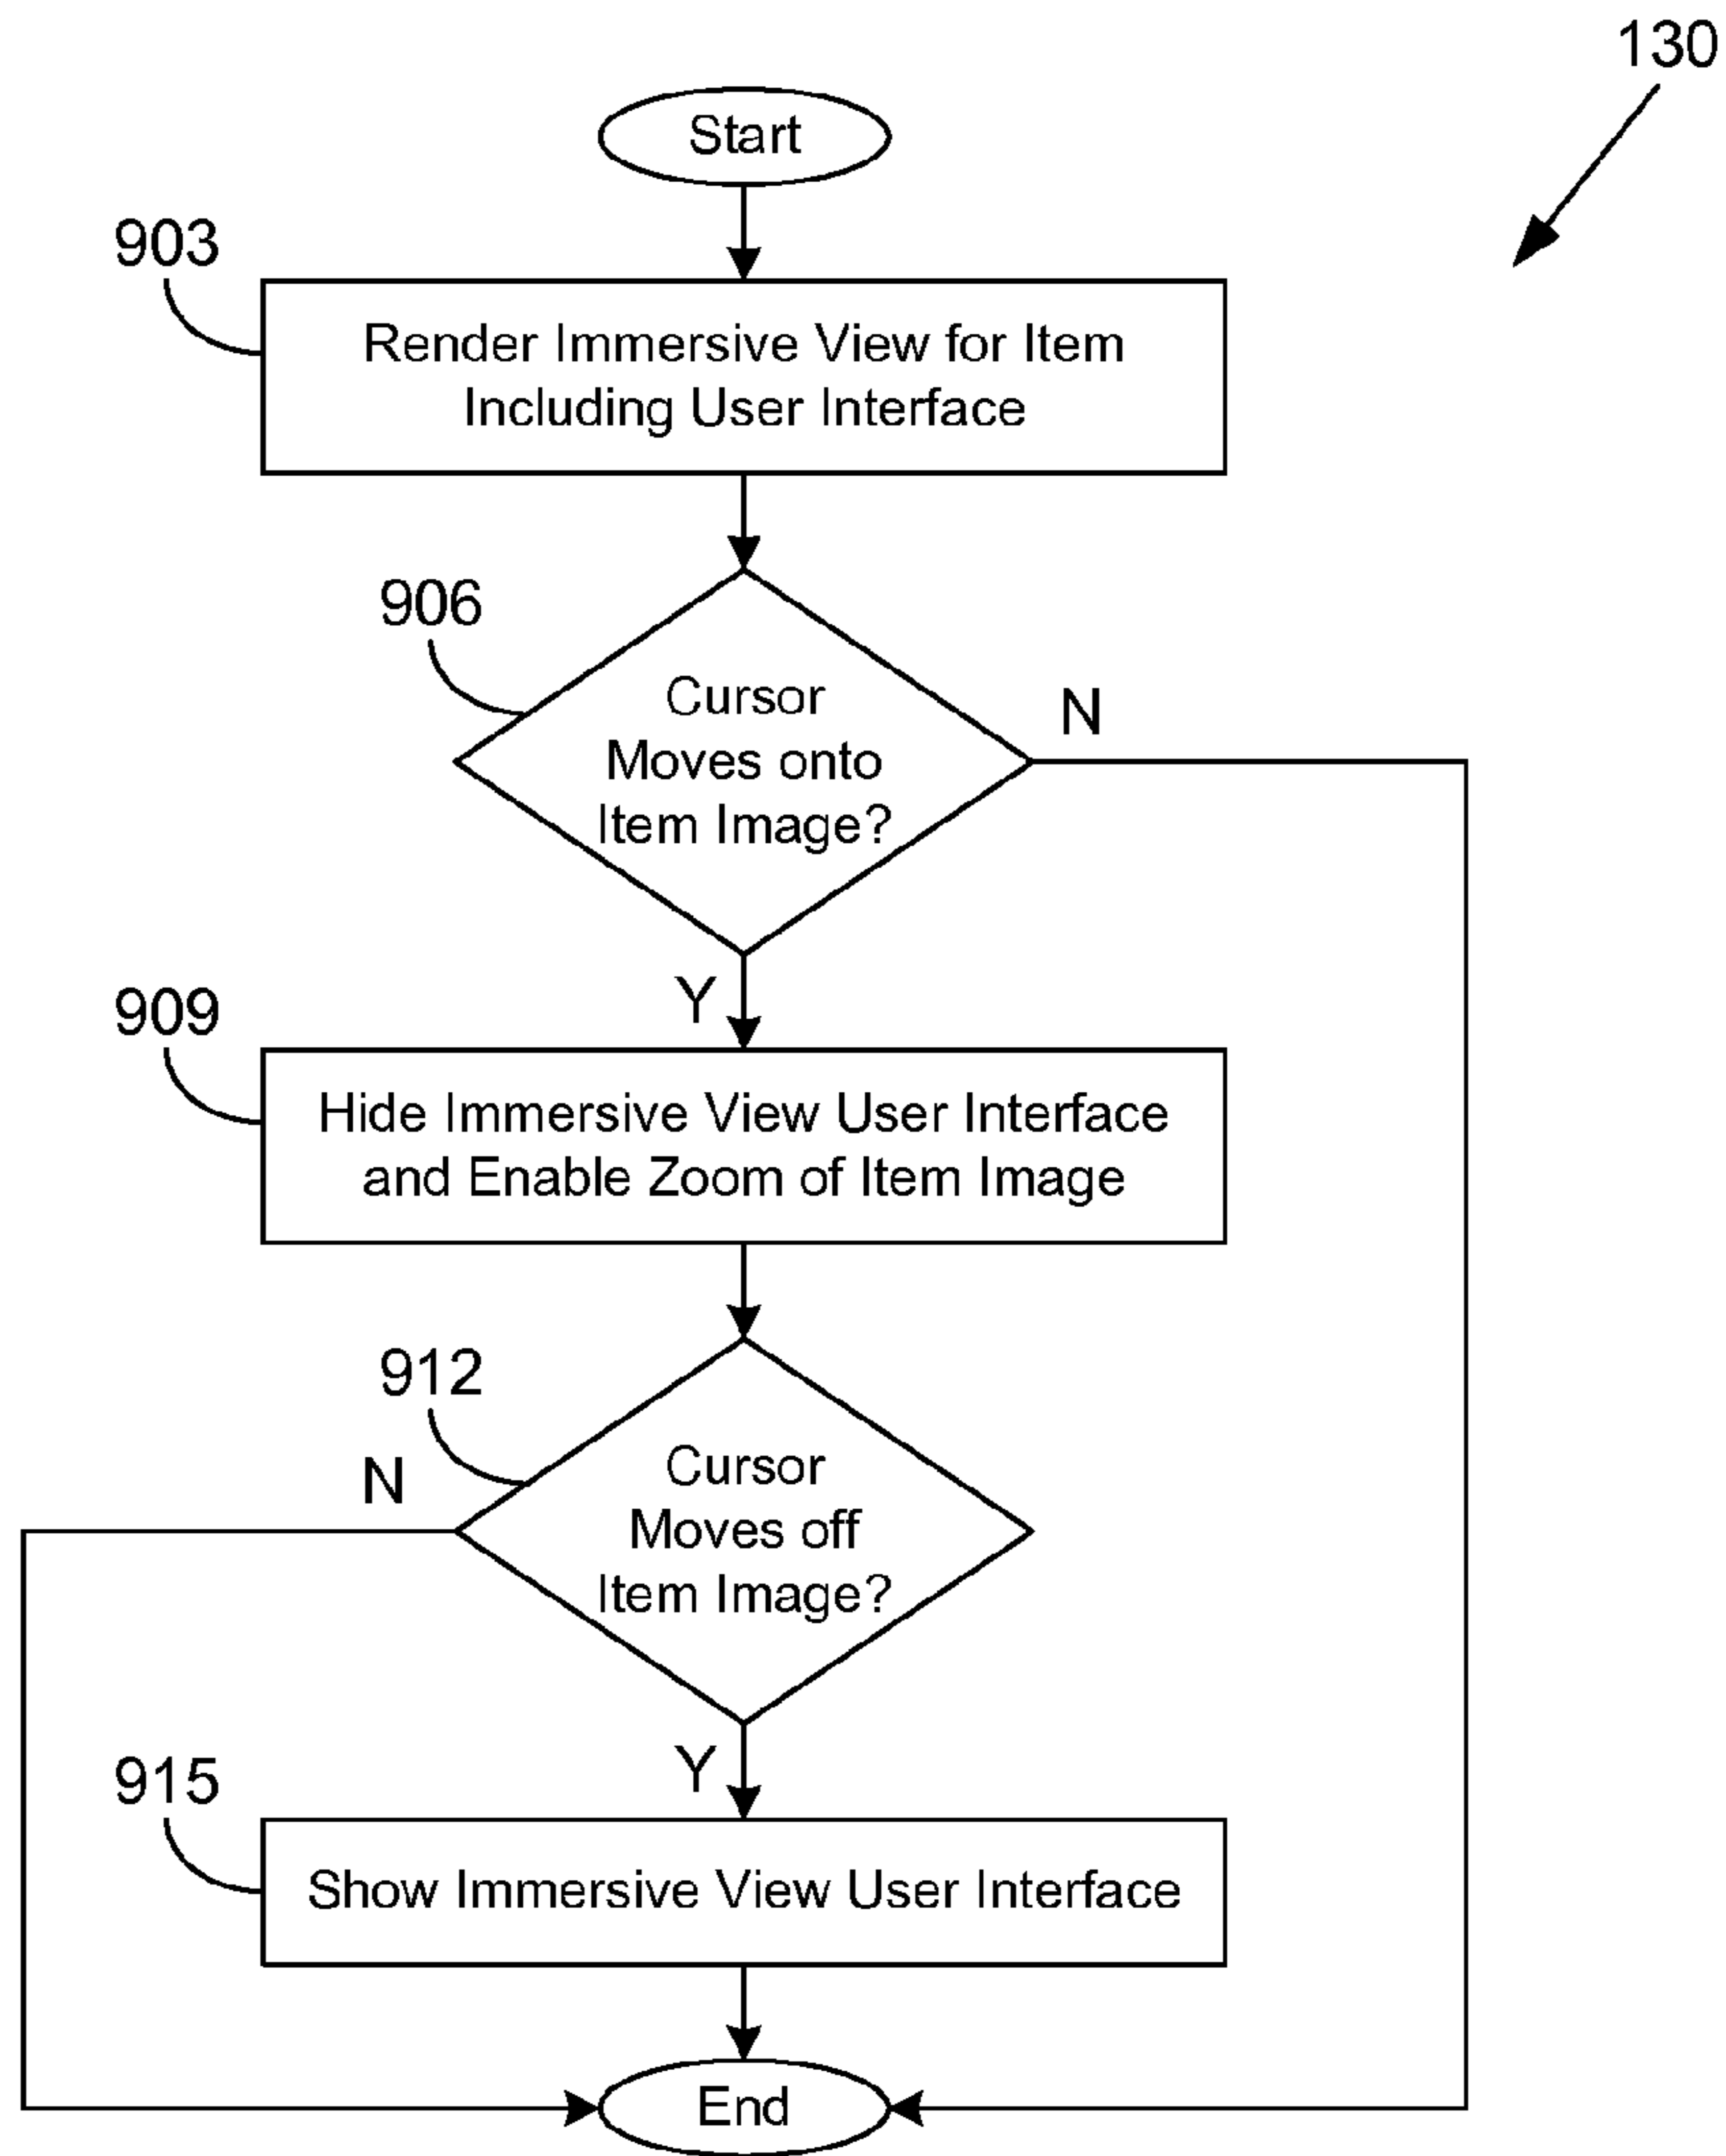 130
Start
903
Render Immersive View for Item
Including User Interface
906
Cursor
Moves onto
Item Image?
N
Y
909
Hide Immersive View User Interface
and Enable Zoom of Item Image
912
N
Cursor
Moves off
Item Image?
Y
915
Show Immersive View User Interface
End